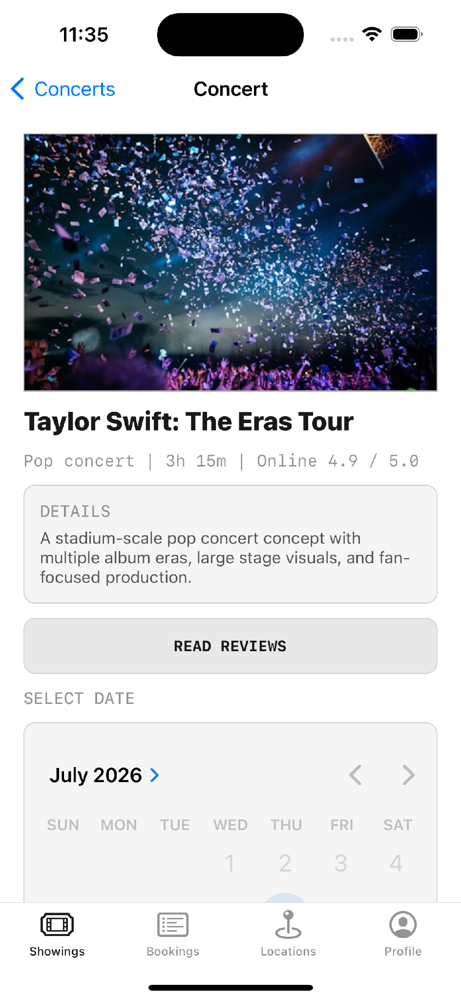 11:35
Concerts
Concert
Taylor Swift: The Eras Tour
Pop concert | 3h 15m | Online 4.9 / 5.0
DETAILS
A stadium-scale pop concert concept with
multiple album eras, large stage visuals, and fan-
focused production.
READ REVIEWS
SELECT DATE
July 2026
SUN MON TUE WED THU FRI SAT
1 2 3 4
Showings Bookings Locations Profile